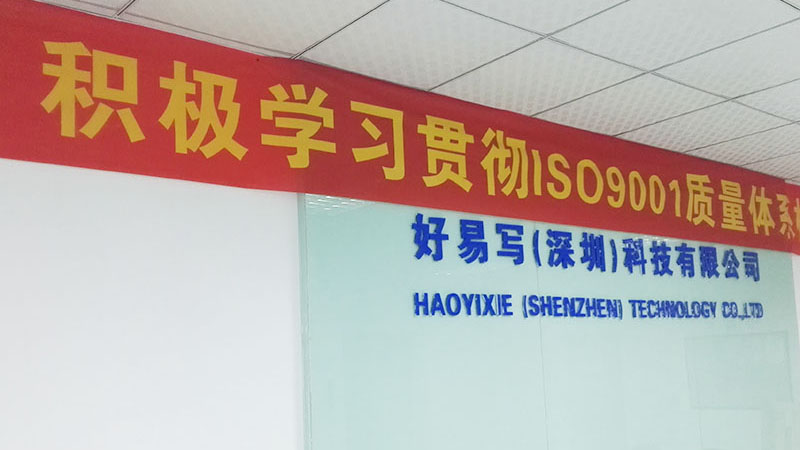 积极学习贯彻ISO9001质量体系
好易写(深圳)科技有限公司
HAOYIXIE (SHENZHEN) TECHNOLOGY CO.,LTD